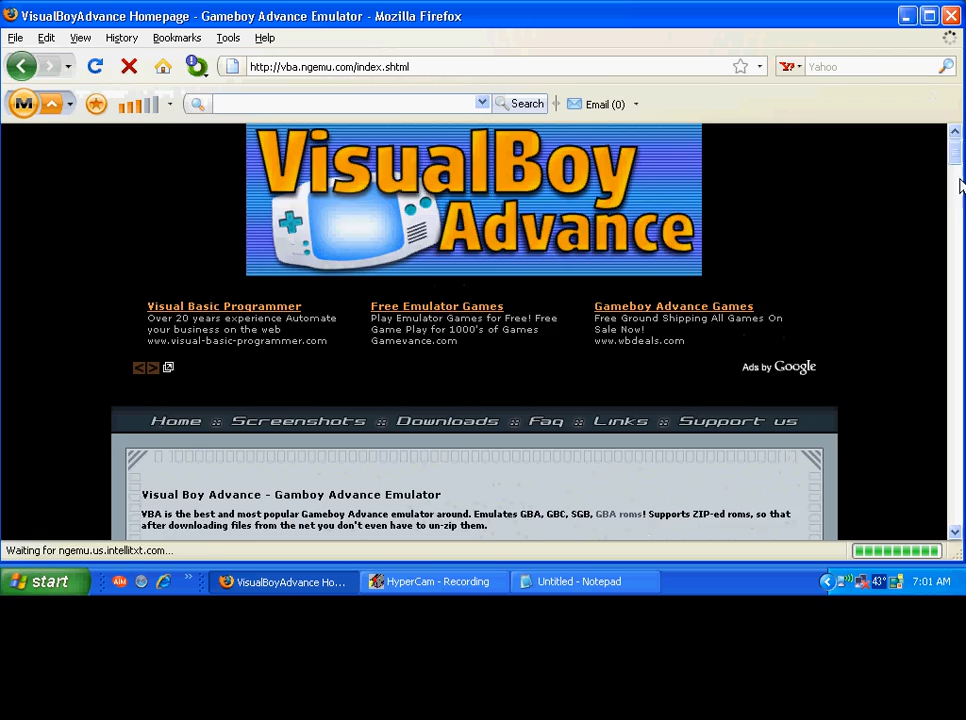 VisualBoyAdvance Homepage - Gameboy Advance Emulator - Mozilla Firefox
File Edit View History Bookmarks Tools Help
http://vba.ngemu.com/index.shtml
Y! Yahoo
M Search Email (0)
VisualBoy
Advance
Visual Basic Programmer Free Emulator Games Gameboy Advance Games
Over 20 years experience Automate Play Emulator Games for Free! Free Free Ground Shipping All Games On
your business on the web Game Play for 1000's of Games Sale Now!
www.visual-basic-programmer.com Gamevance.com www.wbdeals.com
< > Ads by Google
Home :: Screenshots :: Downloads :: Faq :: Links :: Support us
Visual Boy Advance - Gamboy Advance Emulator
VBA is the best and most popular Gameboy Advance emulator around. Emulates GBA, GBC, SGB, GBA roms! Supports ZIP-ed roms, so that
after downloading files from the net you don't even have to un-zip them.
Waiting for ngemu.us.intellitxt.com...
start AIM » VisualBoyAdvance Ho... HyperCam - Recording Untitled - Notepad 43° 7:01 AM